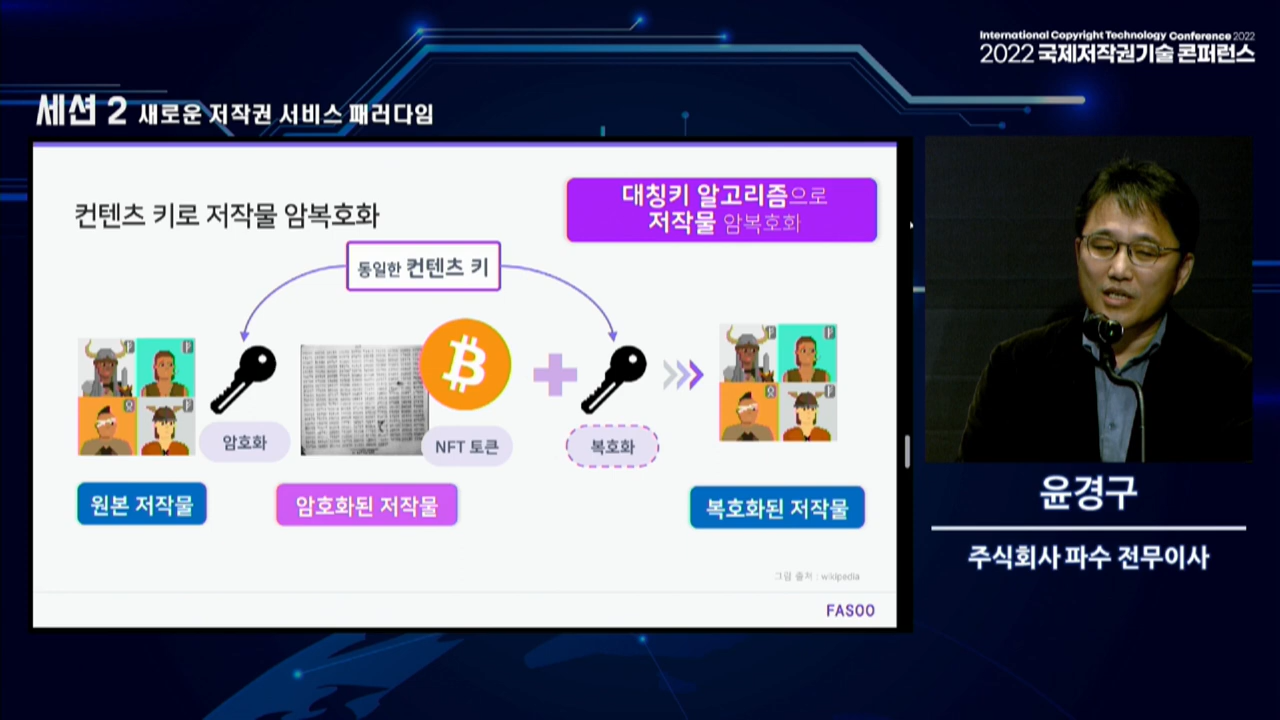 International Copyright Technology Conference 2022
2022 국제저작권기술 콘퍼런스
세션 2 새로운 저작권 서비스 패러다임
컨텐츠 키로 저작물 암복호화
대칭키 알고리즘으로
저작물 암복호화
동일한 컨텐츠 키
암호화
NFT 토큰
복호화
원본 저작물
암호화된 저작물
복호화된 저작물
그림 출처 : wikipedia
FASOO
윤경구
주식회사 파수 전무이사